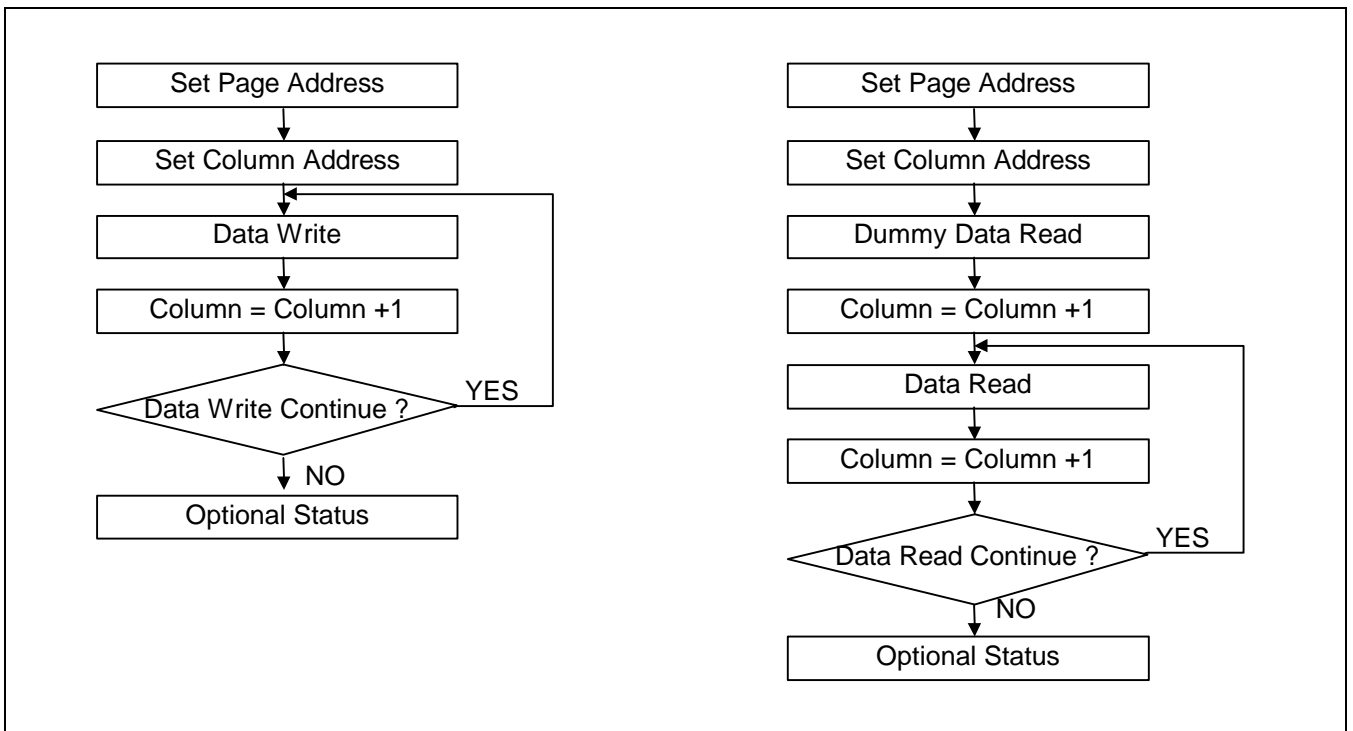 Set Page Address
Set Column Address
Data Write
Column = Column +1
Data Write Continue ?
YES
NO
Optional Status
Set Page Address
Set Column Address
Dummy Data Read
Column = Column +1
Data Read
Column = Column +1
Data Read Continue ?
YES
NO
Optional Status